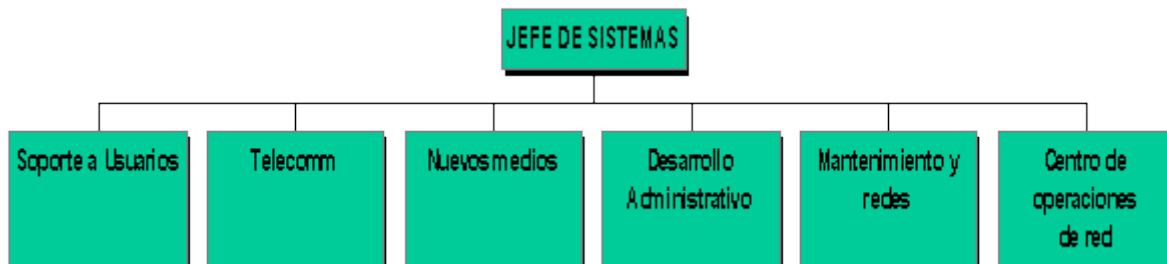 JEFE DE SISTEMAS
Soporte a Usuarios
Telecomm
Nuevos medios
Desarrollo
Administrativo
Mantenimiento y
redes
Centro de
operaciones
de red